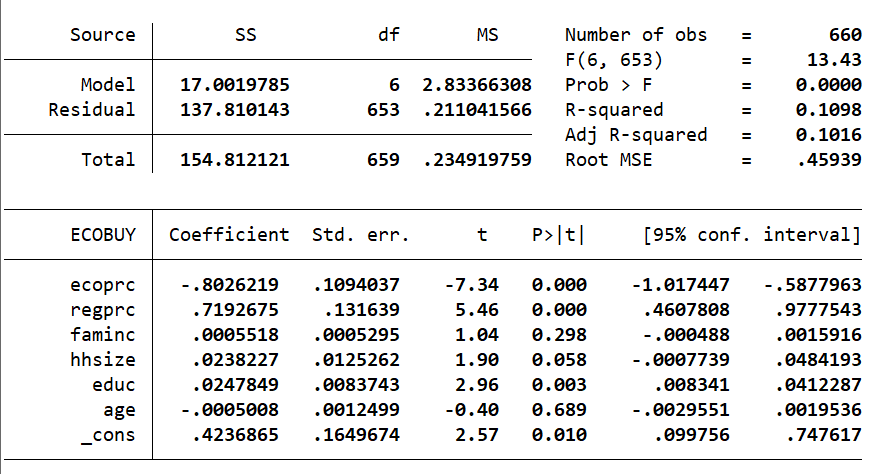 Source SS df MS Number of obs = 660
F(6, 653) = 13.43
Model 17.0019785 6 2.83366308 Prob > F = 0.0000
Residual 137.810143 653 .211041566 R-squared = 0.1098
Adj R-squared = 0.1016
Total 154.812121 659 .234919759 Root MSE = .45939
ECOBUY Coefficient Std. err. t P>|t| [95% conf. interval]
ecoprc -.8026219 .1094037 -7.34 0.000 -1.017447 -.5877963
regprc .7192675 .131639 5.46 0.000 .4607808 .9777543
faminc .0005518 .0005295 1.04 0.298 -.000488 .0015916
hhsize .0238227 .0125262 1.90 0.058 -.0007739 .0484193
educ .0247849 .0083743 2.96 0.003 .008341 .0412287
age -.0005008 .0012499 -0.40 0.689 -.0029551 .0019536
_cons .4236865 .1649674 2.57 0.010 .099756 .747617